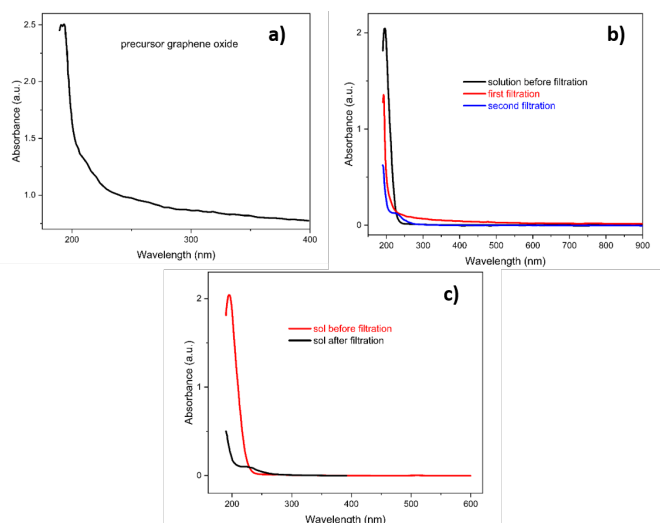 a)
precursor graphene oxide
2.5
2.0
1.5
1.0
Absorbance (a.u.)
200
300
400
Wavelength (nm)
b)
solution before filtration
first filtration
second filtration
2
1
0
Absorbance (a.u.)
200 300 400 500 600 700 800 900
Wavelength (nm)
c)
sol before filtration
sol after filtration
2
1
0
Absorbance (a.u.)
200 300 400 500 600
Wavelength (nm)